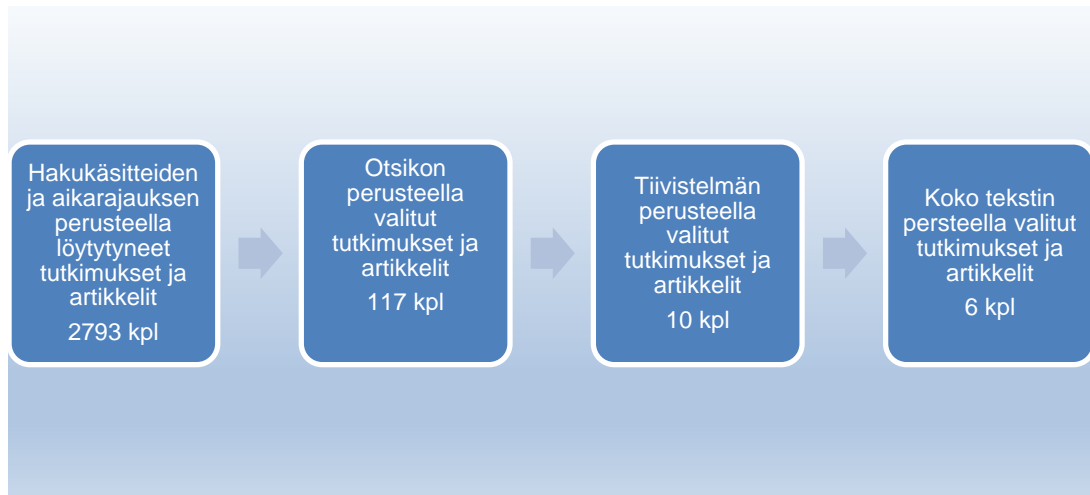 Hakukäsitteiden
ja aikarajauksen
perusteella
löytytyneet
tutkimukset ja
artikkelit
2793 kpl
Otsikon
perusteella
valitut
tutkimukset ja
artikkelit
117 kpl
Tiivistelmän
perusteella
valitut
tutkimukset ja
artikkelit
10 kpl
Koko tekstin
persteella valitut
tutkimukset ja
artikkelit
6 kpl